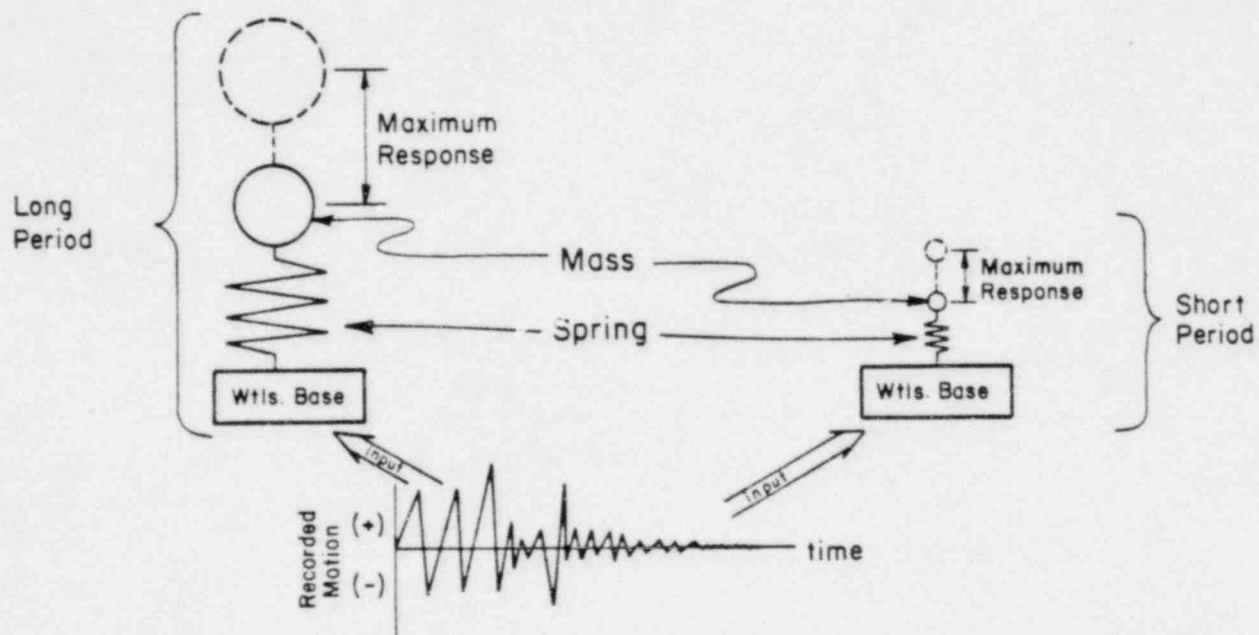 Maximum
Response
Long
Period
Mass
Maximum
Response
Short
Period
Spring
Wtls. Base
Wtls. Base
input
input
Recorded
Motion
(+)
(-)
time